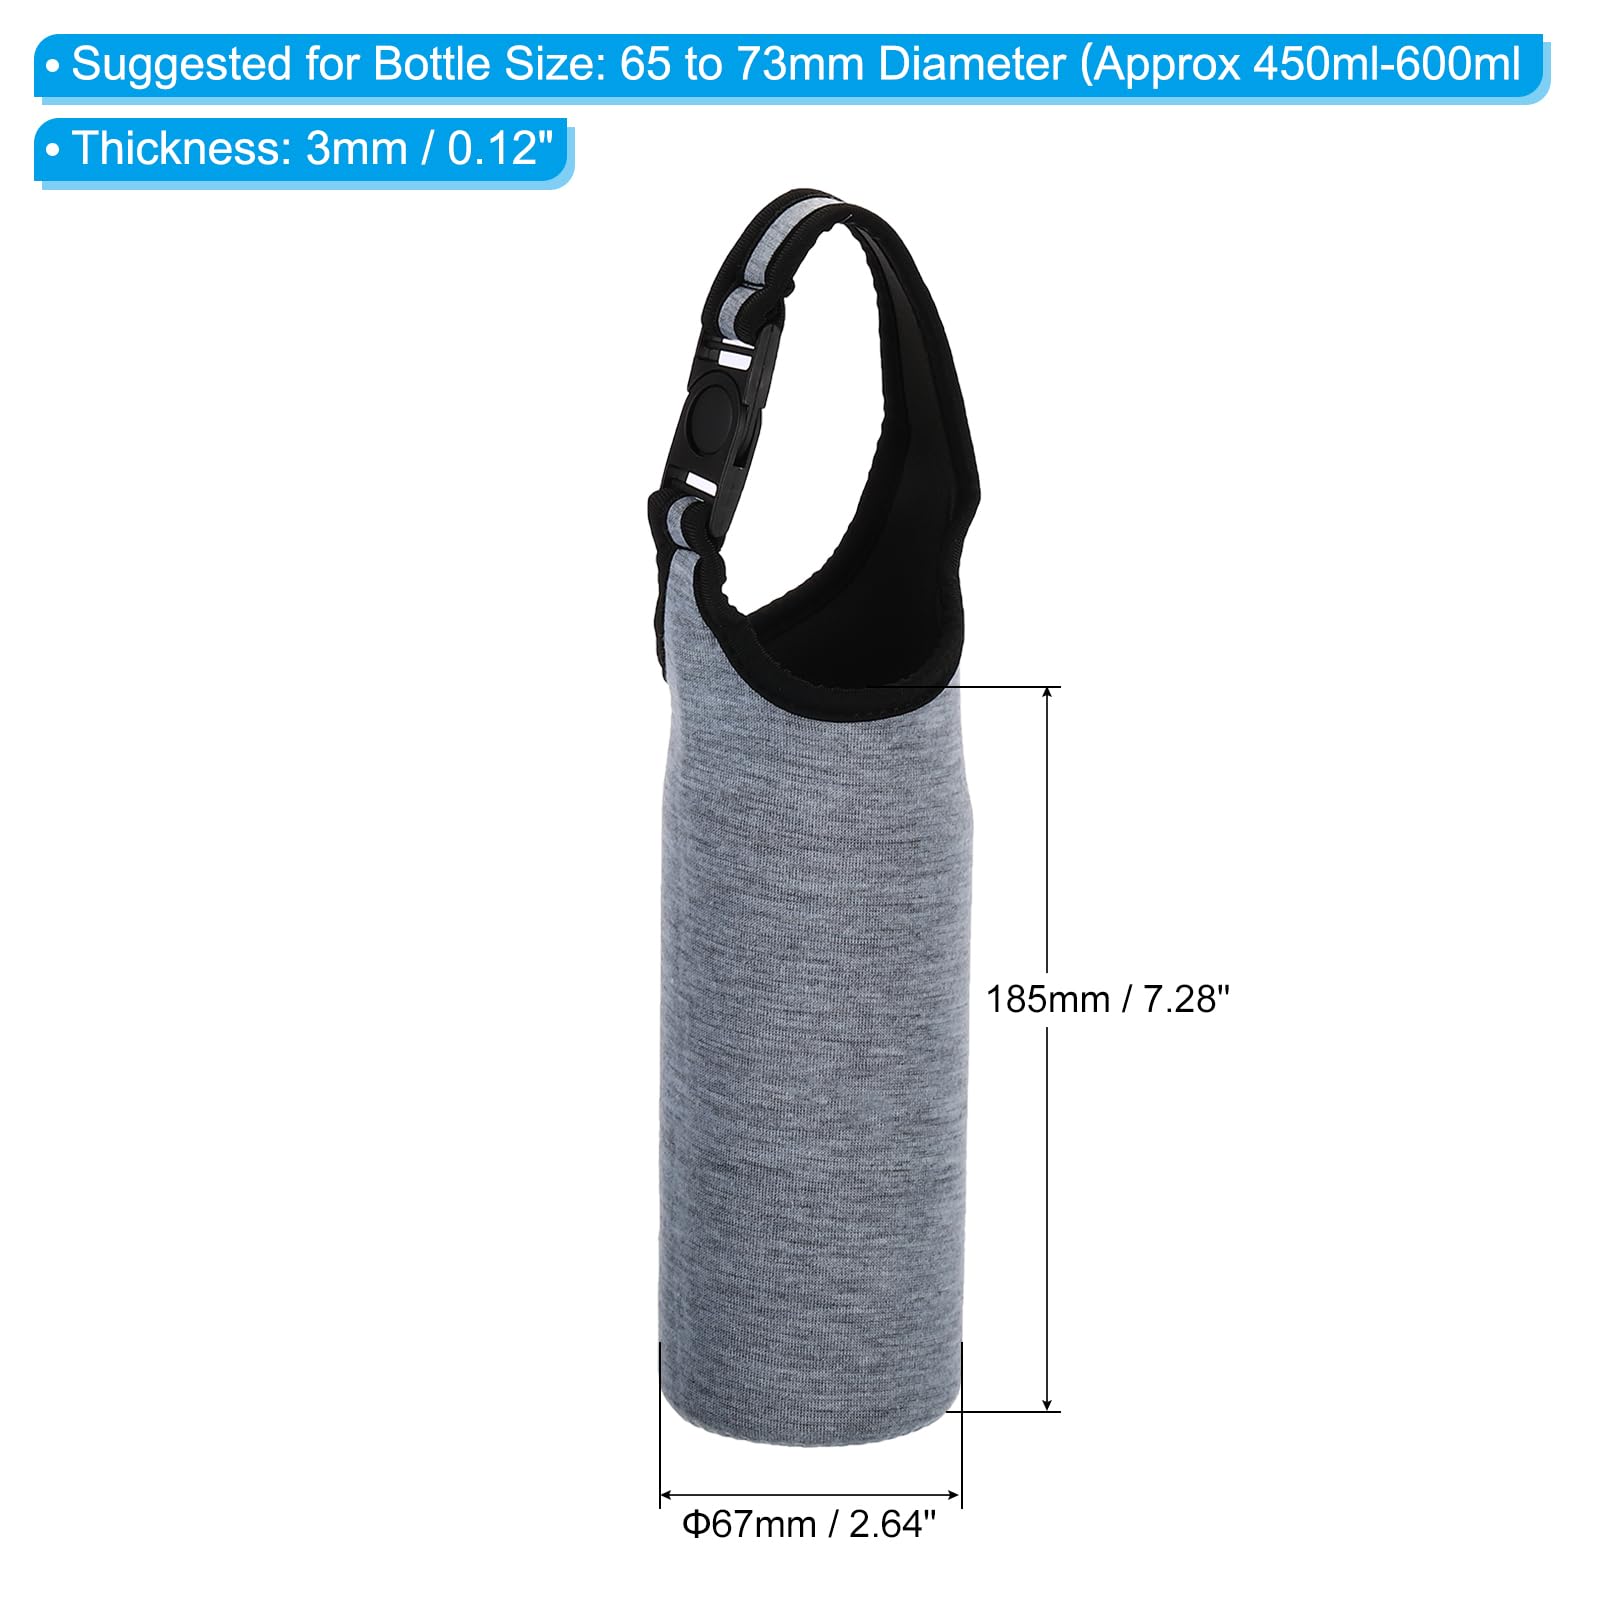 • Suggested for Bottle Size: 65 to 73mm Diameter (Approx 450ml-600ml
• Thickness: 3mm / 0.12"
185mm / 7.28"
Φ67mm / 2.64"